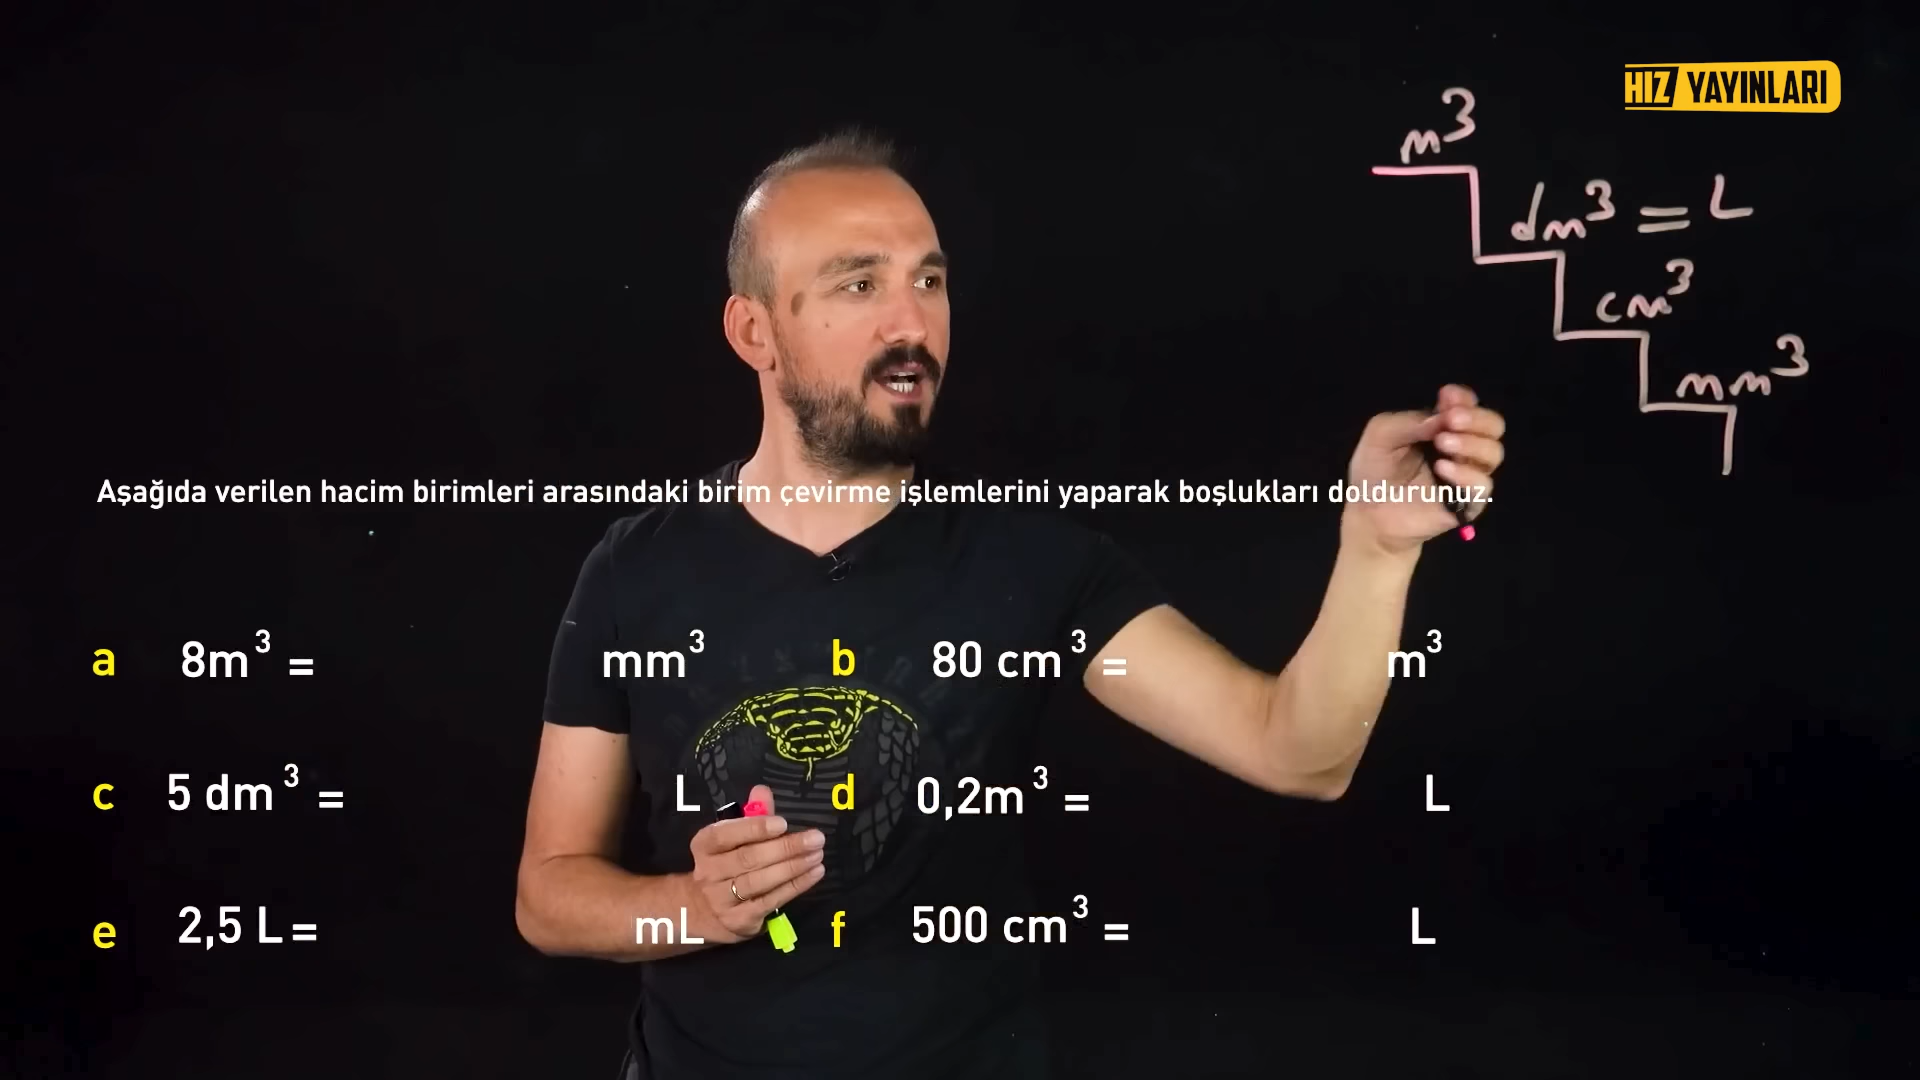 HIZ YAYINLARI
m³
dm³ = L
cm³
mm³
Aşağıda verilen hacim birimleri arasındaki birim çevirme işlemlerini yaparak boşlukları doldurunuz.
a 8m³ = mm³ b 80 cm³ = m³
c 5 dm³ = L d 0,2m³ = L
e 2,5 L = mL f 500 cm³ = L